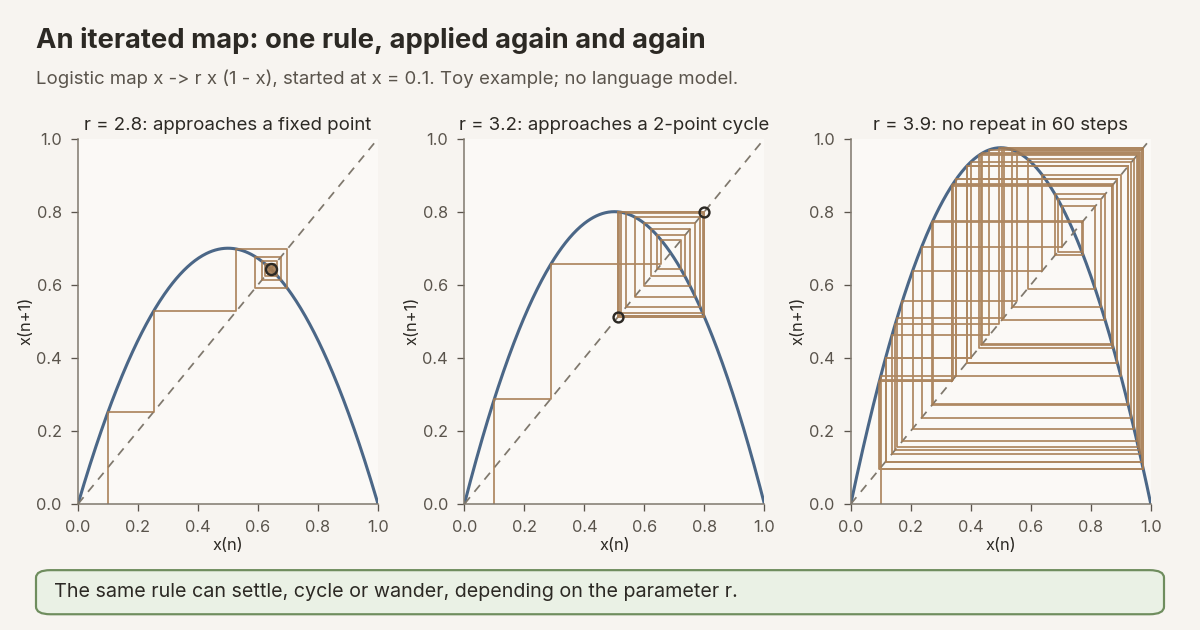 An iterated map: one rule, applied again and again
Logistic map x -> r x (1 - x), started at x = 0.1. Toy example; no language model.
r = 2.8: approaches a fixed point
1.0
0.8
0.6
0.4
0.2
0.0
x(n+1)
0.0 0.2 0.4 0.6 0.8 1.0
x(n)
r = 3.2: approaches a 2-point cycle
1.0
0.8
0.6
0.4
0.2
0.0
x(n+1)
0.0 0.2 0.4 0.6 0.8 1.0
x(n)
r = 3.9: no repeat in 60 steps
1.0
0.8
0.6
0.4
0.2
0.0
x(n+1)
0.0 0.2 0.4 0.6 0.8 1.0
x(n)
The same rule can settle, cycle or wander, depending on the parameter r.